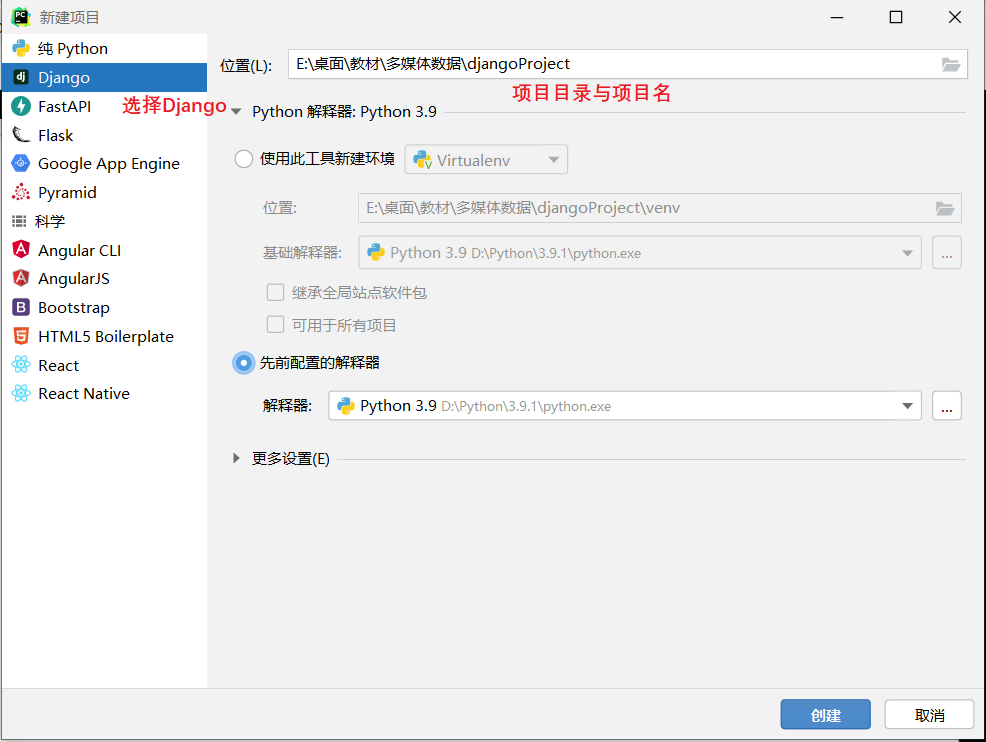 新建项目
纯 Python
Django
FastAPI
Flask
Google App Engine
Pyramid
科学
Angular CLI
AngularJS
Bootstrap
HTML5 Boilerplate
React
React Native
选择Django
位置(L): E:\桌面\教材\多媒体数据\djangoProject
项目目录与项目名
Python 解释器: Python 3.9
使用此工具新建环境 Virtualenv
位置: E:\桌面\教材\多媒体数据\djangoProject\venv
基础解释器: Python 3.9 D:\Python\3.9.1\python.exe ...
继承全局站点软件包
可用于所有项目
先前配置的解释器
解释器: Python 3.9 D:\Python\3.9.1\python.exe ...
更多设置(E)
创建 取消